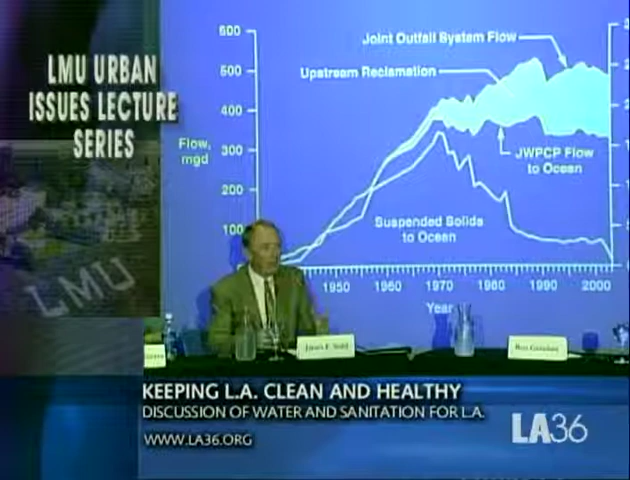 LMU URBAN
ISSUES LECTURE
SERIES
600
500
400
300
200
100
Flow,
mgd
Joint Outfall System Flow
Upstream Reclamation
JWPCP Flow
to Ocean
Suspended Solids
to Ocean
1950 1960 1970 1980 1990 2000
Year
LMU
KEEPING L.A. CLEAN AND HEALTHY
DISCUSSION OF WATER AND SANITATION FOR L.A.
WWW.LA36.ORG
LA36